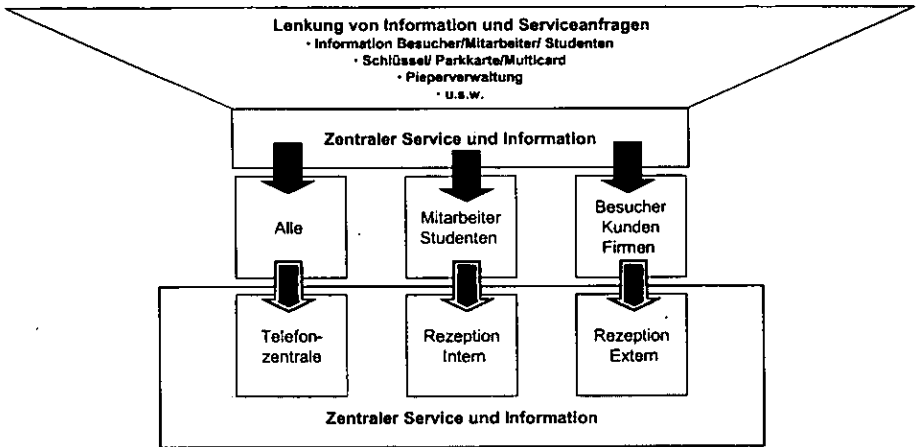 Lenkung von Information und Serviceanfragen
· Information Besucher/Mitarbeiter/ Studenten
· Schlüssel/ Parkkarte/Multicard
· Pieperverwaltung
· u.s.w.
Zentraler Service und Information
Alle
Mitarbeiter
Studenten
Besucher
Kunden
Firmen
Telefon-
zentrale
Rezeption
Intern
Rezeption
Extern
Zentraler Service und Information